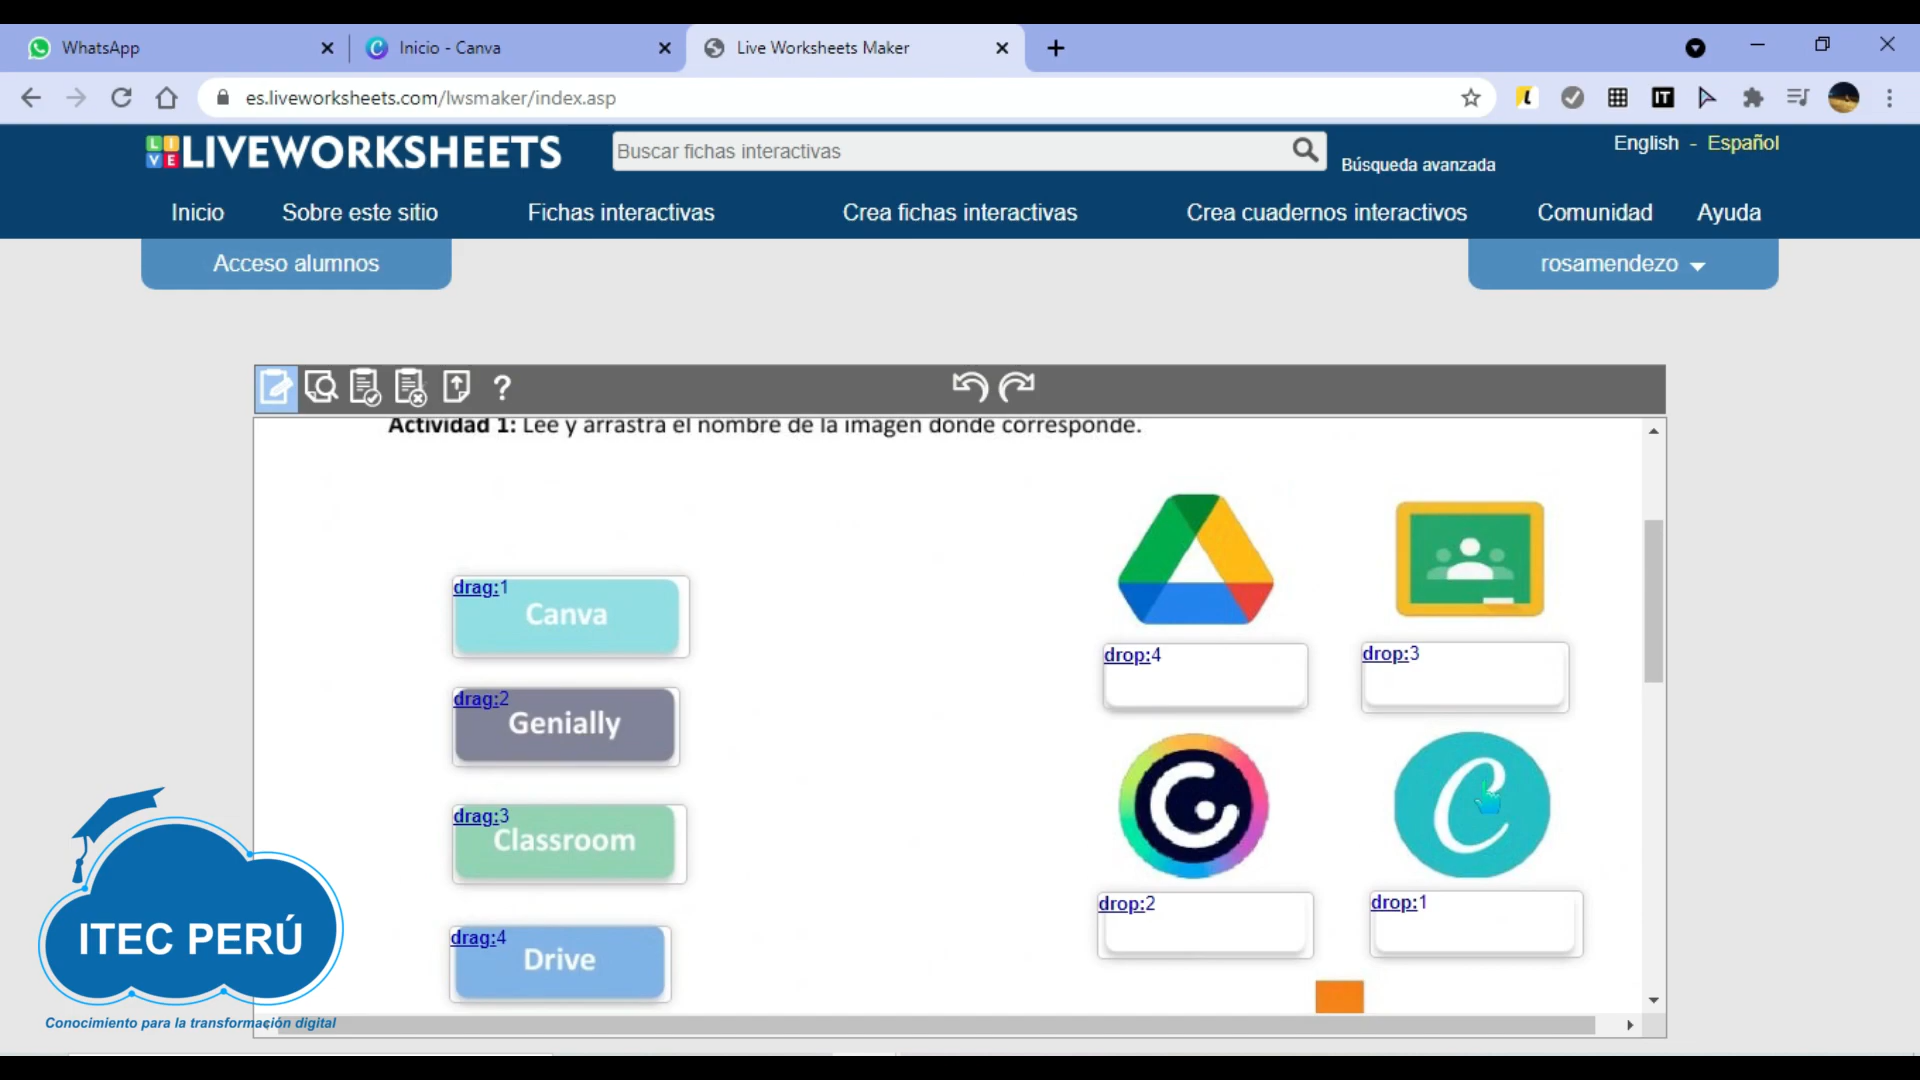 WhatsApp
Inicio - Canva
Live Worksheets Maker
es.liveworksheets.com/lwsmaker/index.asp
LIVE LIVEWORKSHEETS
Buscar fichas interactivas
Búsqueda avanzada
English - Español
Inicio Sobre este sitio Fichas interactivas Crea fichas interactivas Crea cuadernos interactivos Comunidad Ayuda
Acceso alumnos
rosamendezo
Actividad 1: Lee y arrastra el nombre de la imagen donde corresponde.
drag:1
Canva
drag:2
Genially
drag:3
Classroom
drag:4
Drive
drop:4
drop:3
drop:2
drop:1
ITEC PERÚ
Conocimiento para la transformación digital